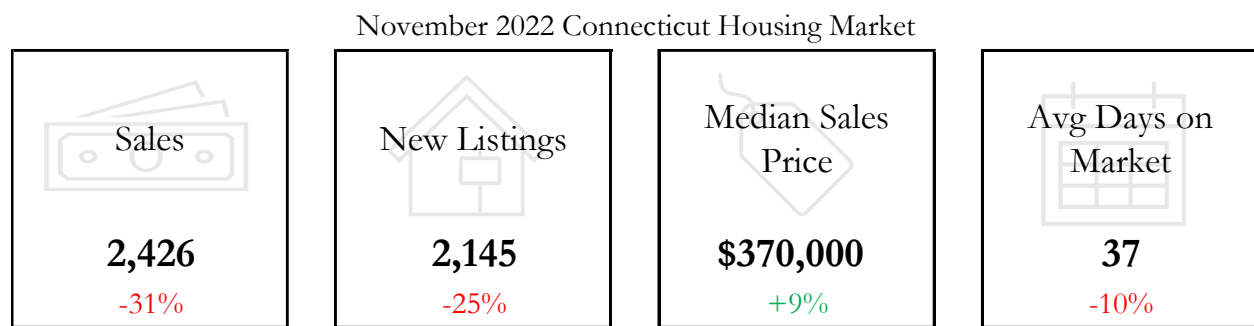 November 2022 Connecticut Housing Market
Sales
2,426
-31%
New Listings
2,145
-25%
Median Sales
Price
$370,000
+9%
Avg Days on
Market
37
-10%